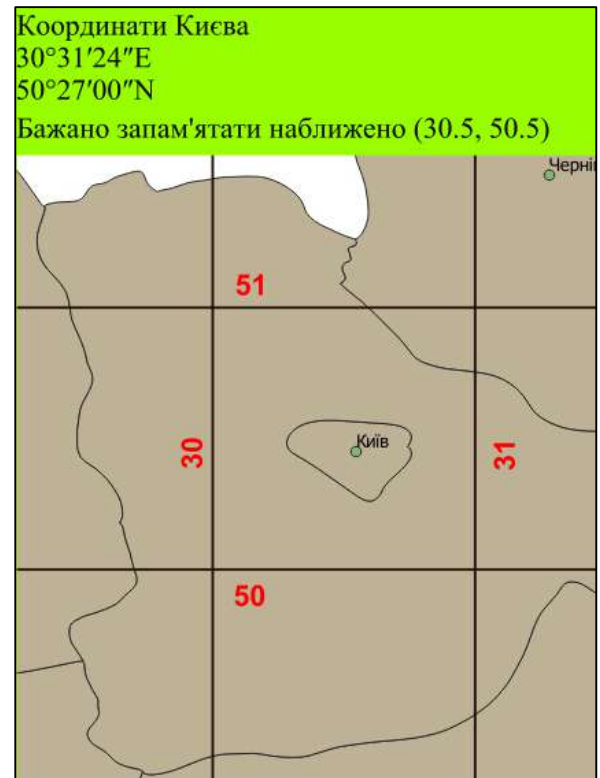 Координати Києва
30°31′24″E
50°27′00″N
Бажано запам'ятати наближено (30.5, 50.5)
51
30
Київ
31
50